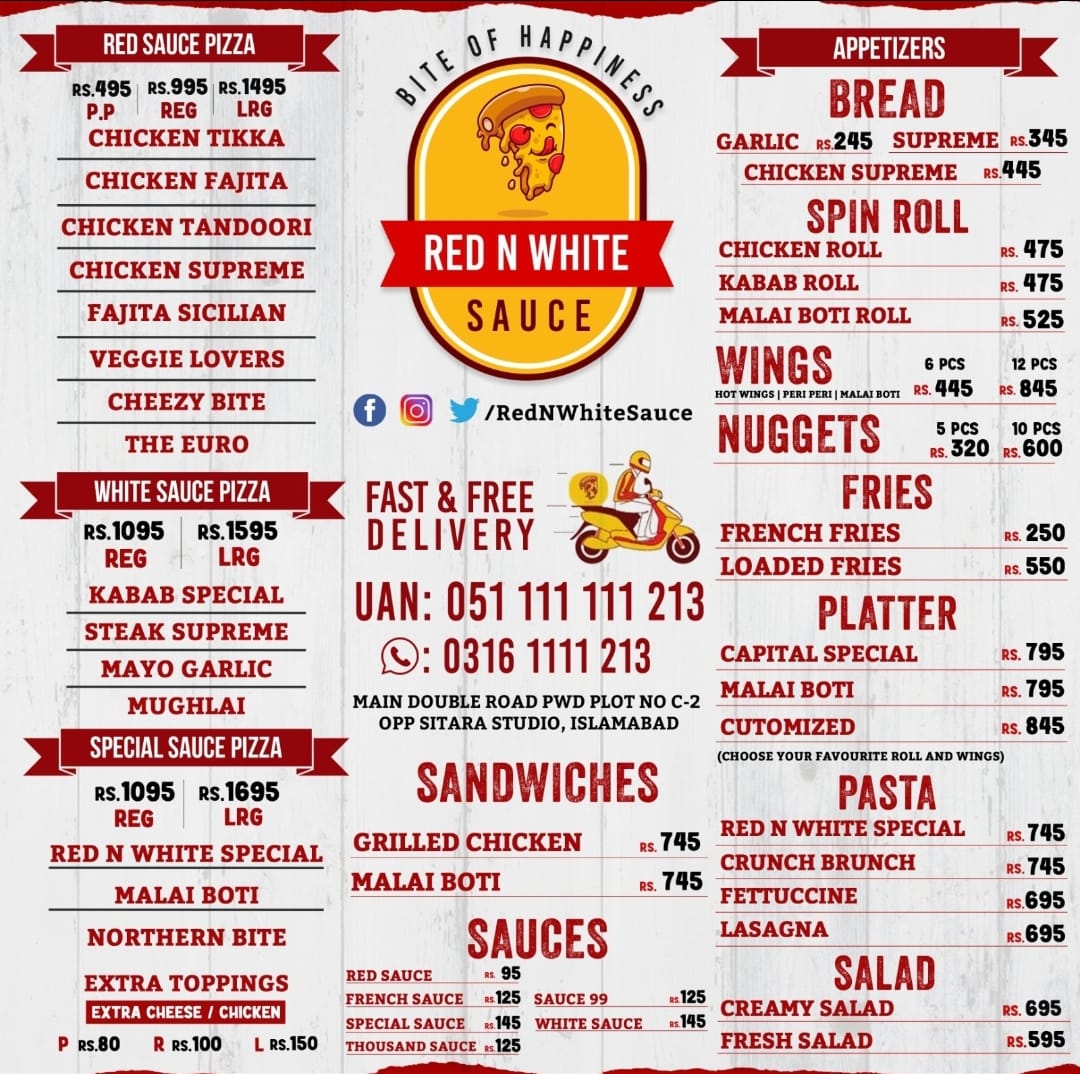 RED SAUCE PIZZA
RS.495 RS.995 RS.1495
P.P REG LRG
CHICKEN TIKKA
CHICKEN FAJITA
CHICKEN TANDOORI
CHICKEN SUPREME
FAJITA SICILIAN
VEGGIE LOVERS
CHEEZY BITE
THE EURO
WHITE SAUCE PIZZA
RS.1095 RS.1595
REG LRG
KABAB SPECIAL
STEAK SUPREME
MAYO GARLIC
MUGHLAI
SPECIAL SAUCE PIZZA
RS.1095 RS.1695
REG LRG
RED N WHITE SPECIAL
MALAI BOTI
NORTHERN BITE
EXTRA TOPPINGS
EXTRA CHEESE / CHICKEN
P RS.80 R RS.100 L RS.150
BITE OF HAPPINESS
RED N WHITE
SAUCE
/RedNWhiteSauce
FAST & FREE
DELIVERY
UAN: 051 111 111 213
: 0316 1111 213
MAIN DOUBLE ROAD PWD PLOT NO C-2
OPP SITARA STUDIO, ISLAMABAD
SANDWICHES
GRILLED CHICKEN RS. 745
MALAI BOTI RS. 745
SAUCES
RED SAUCE RS. 95
FRENCH SAUCE RS.125 SAUCE 99 RS.125
SPECIAL SAUCE RS.145 WHITE SAUCE RS.145
THOUSAND SAUCE RS.125
APPETIZERS
BREAD
GARLIC RS.245 SUPREME RS.345
CHICKEN SUPREME RS.445
SPIN ROLL
CHICKEN ROLL RS. 475
KABAB ROLL RS. 475
MALAI BOTI ROLL RS. 525
WINGS 6 PCS 12 PCS
HOT WINGS | PERI PERI | MALAI BOTI RS. 445 RS. 845
NUGGETS 5 PCS 10 PCS
RS. 320 RS. 600
FRIES
FRENCH FRIES RS. 250
LOADED FRIES RS. 550
PLATTER
CAPITAL SPECIAL RS. 795
MALAI BOTI RS. 795
CUTOMIZED RS. 845
(CHOOSE YOUR FAVOURITE ROLL AND WINGS)
PASTA
RED N WHITE SPECIAL RS. 745
CRUNCH BRUNCH RS.745
FETTUCCINE RS.695
LASAGNA RS.695
SALAD
CREAMY SALAD RS. 695
FRESH SALAD RS.595